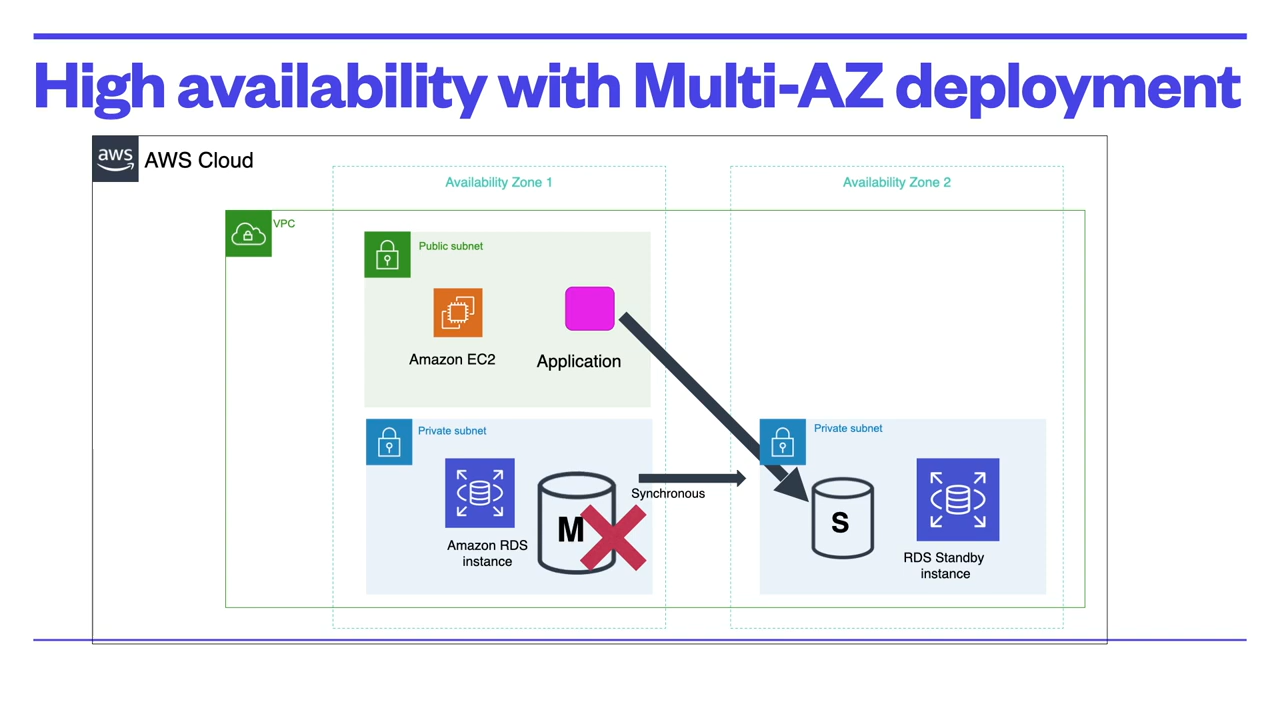 High availability with Multi-AZ deployment
aws
AWS Cloud
Availability Zone 1
Availability Zone 2
VPC
Public subnet
Amazon EC2
Application
Private subnet
Private subnet
Synchronous
M
S
Amazon RDS
instance
RDS Standby
instance